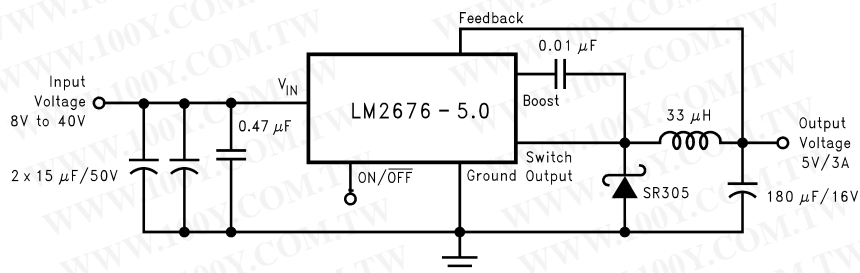 Feedback
0.01 μF
Input
Voltage
8V to 40V
VIN
LM2676 - 5.0
Boost
33 μH
Output
Voltage
5V/3A
0.47 μF
2 x 15 μF/50V
ON/OFF
Ground
Switch
Output
SR305
180 μF/16V
WWW.100Y.COM.TW